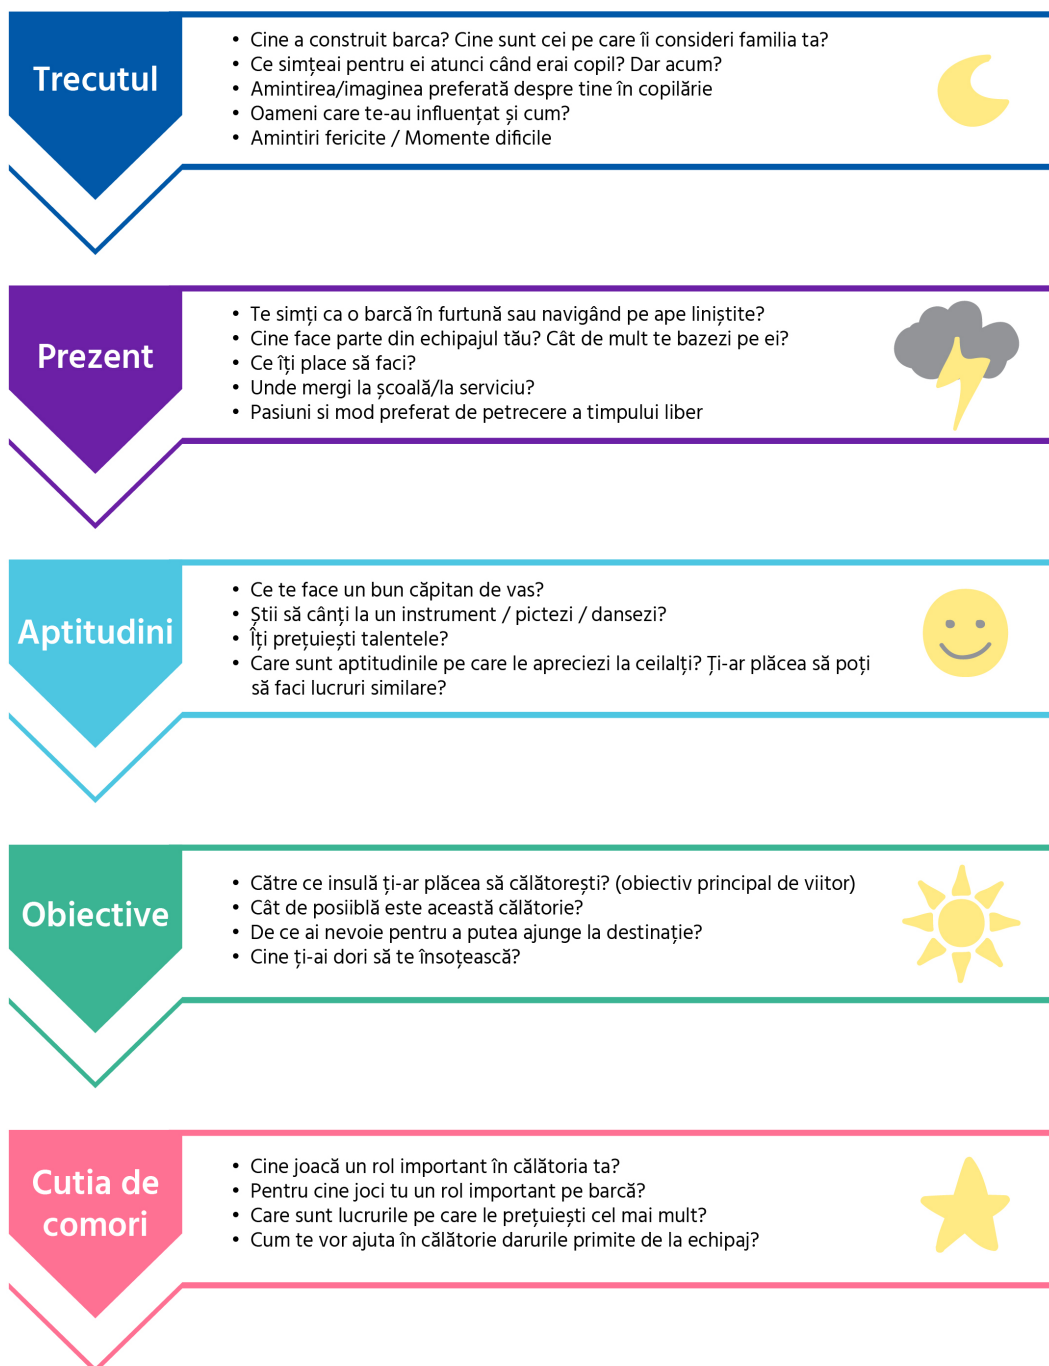 Trecutul
• Cine a construit barca? Cine sunt cei pe care îi consideri familia ta?
• Ce simțeai pentru ei atunci când erai copil? Dar acum?
• Amintirea/imaginea preferată despre tine în copilărie
• Oameni care te-au influențat și cum?
• Amintiri fericite / Momente dificile
Prezent
• Te simți ca o barcă în furtună sau navigând pe ape liniștite?
• Cine face parte din echipajul tău? Cât de mult te bazezi pe ei?
• Ce îți place să faci?
• Unde mergi la școală/la serviciu?
• Pasiuni si mod preferat de petrecere a timpului liber
Aptitudini
• Ce te face un bun căpitan de vas?
• Știi să cânți la un instrument / pictezi / dansezi?
• Îți prețuiești talentele?
• Care sunt aptitudinile pe care le apreciezi la ceilalți? Ți-ar plăcea să poți
să faci lucruri similare?
Obiective
• Către ce insulă ți-ar plăcea să călătorești? (obiectiv principal de viitor)
• Cât de posiiblă este această călătorie?
• De ce ai nevoie pentru a putea ajunge la destinație?
• Cine ți-ai dori să te însoțească?
Cutia de
comori
• Cine joacă un rol important în călătoria ta?
• Pentru cine joci tu un rol important pe barcă?
• Care sunt lucrurile pe care le prețuiești cel mai mult?
• Cum te vor ajuta în călătorie darurile primite de la echipaj?